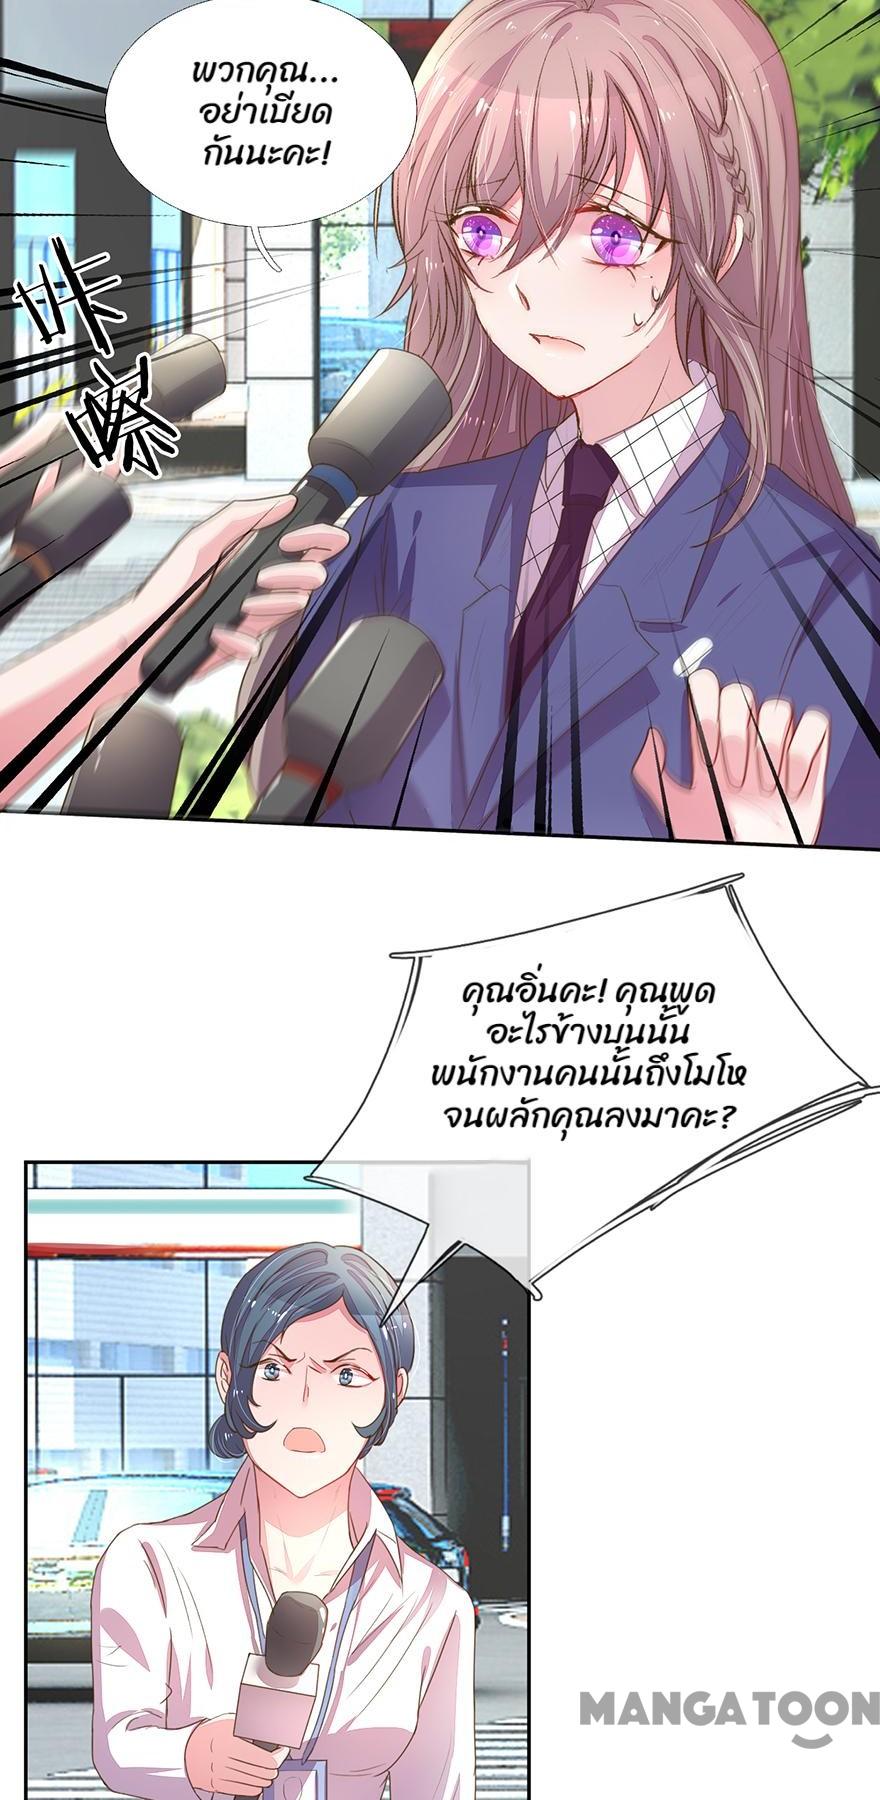 พวกคุณ...
อย่าเบียด
กันนะคะ!
咔
嚓
คุณอิ่นคะ! คุณพูด
อะไรข้างบนนั้น
พนักงานคนนั้นถึงโมโห
จนผลักคุณลงมาคะ?
MANGATOON